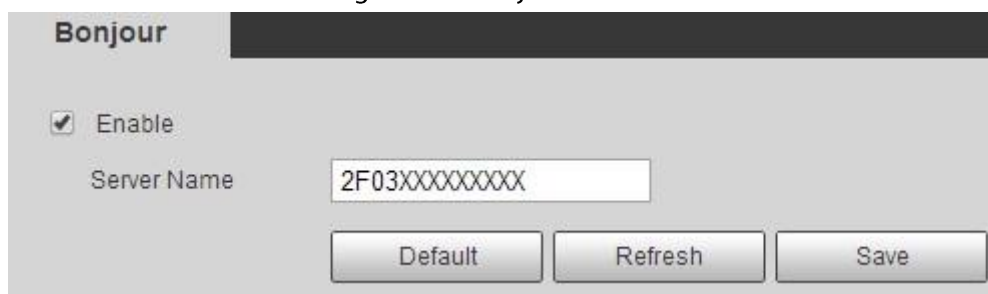 Bonjour
Enable
Server Name 2F03XXXXXXXXX
Default Refresh Save